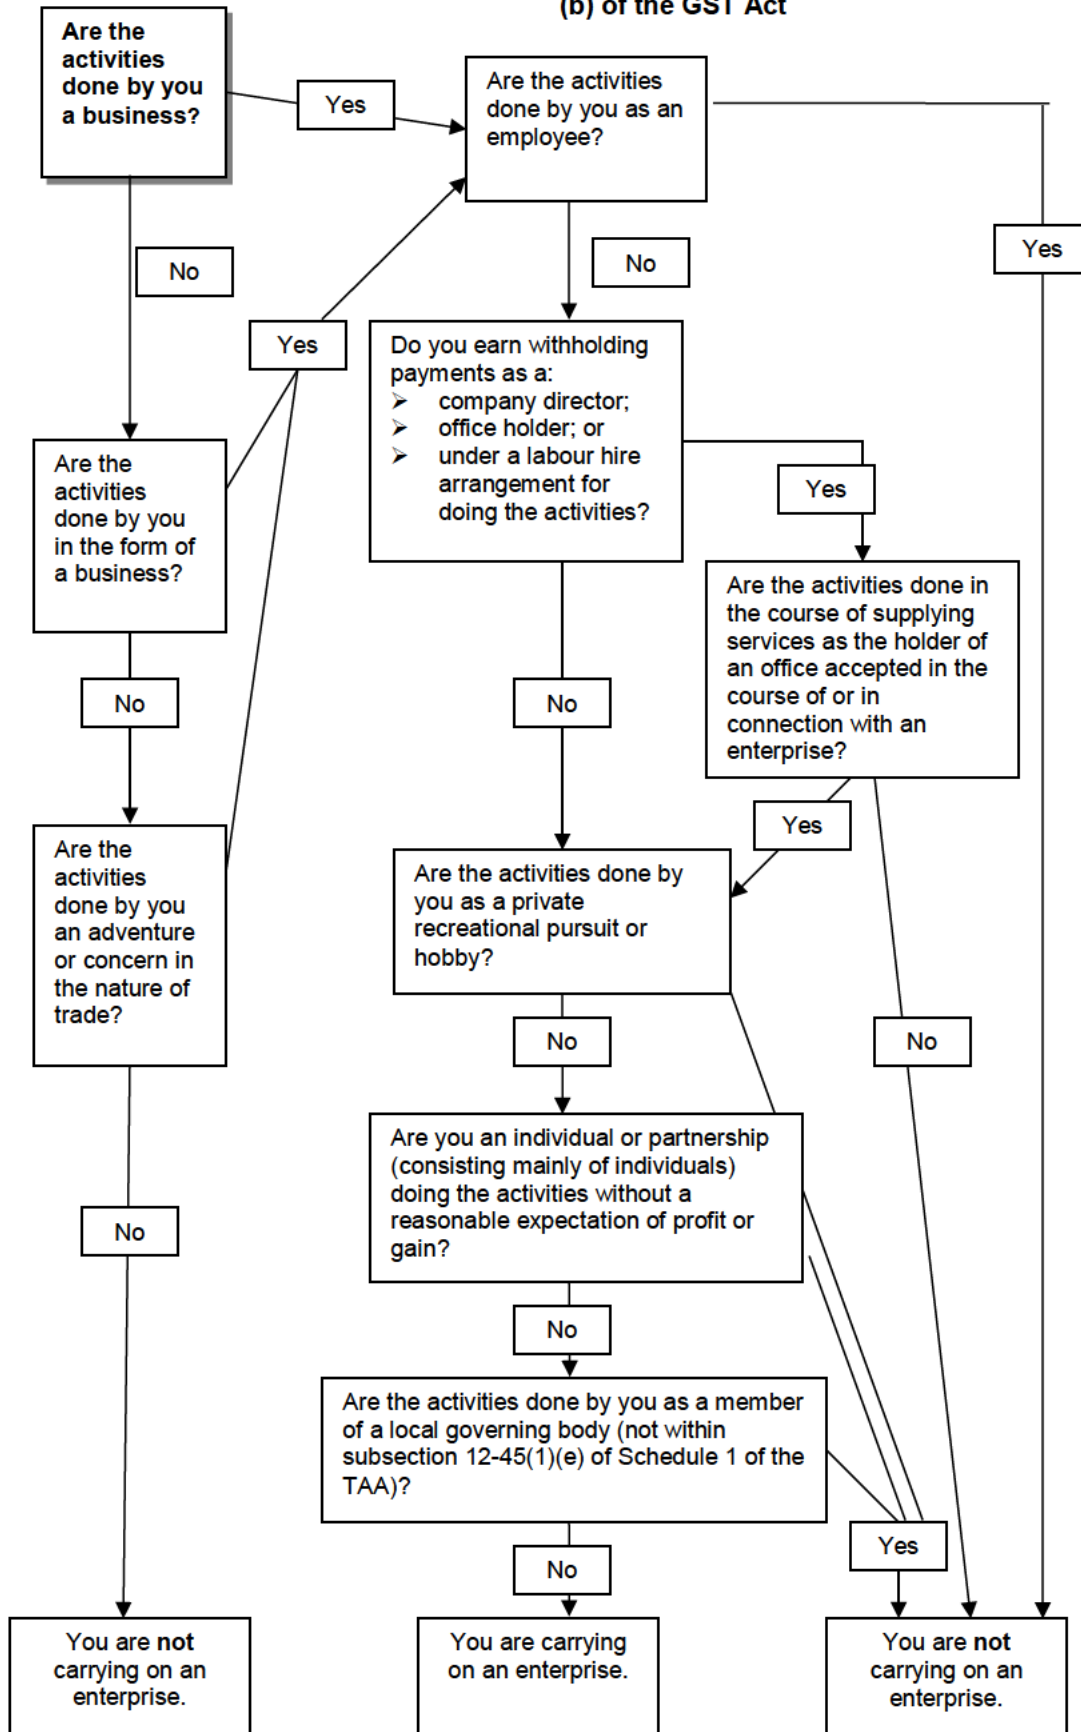 (b) of the GST Act
Are the
activities
done by you
a business?
Yes
Are the activities
done by you as an
employee?
Yes
No
No
Yes
Do you earn withholding
payments as a:
➢ company director;
➢ office holder; or
➢ under a labour hire
arrangement for
doing the activities?
Yes
Are the
activities
done by you
in the form of
a business?
Are the activities done in
the course of supplying
services as the holder of
an office accepted in the
course of or in
connection with an
enterprise?
No
No
Yes
Are the
activities
done by you
an adventure
or concern in
the nature of
trade?
Are the activities done by
you as a private
recreational pursuit or
hobby?
No
No
Are you an individual or partnership
(consisting mainly of individuals)
doing the activities without a
reasonable expectation of profit or
gain?
No
No
Are the activities done by you as a member
of a local governing body (not within
subsection 12-45(1)(e) of Schedule 1 of the
TAA)?
Yes
No
You are not
carrying on an
enterprise.
You are carrying
on an enterprise.
You are not
carrying on an
enterprise.